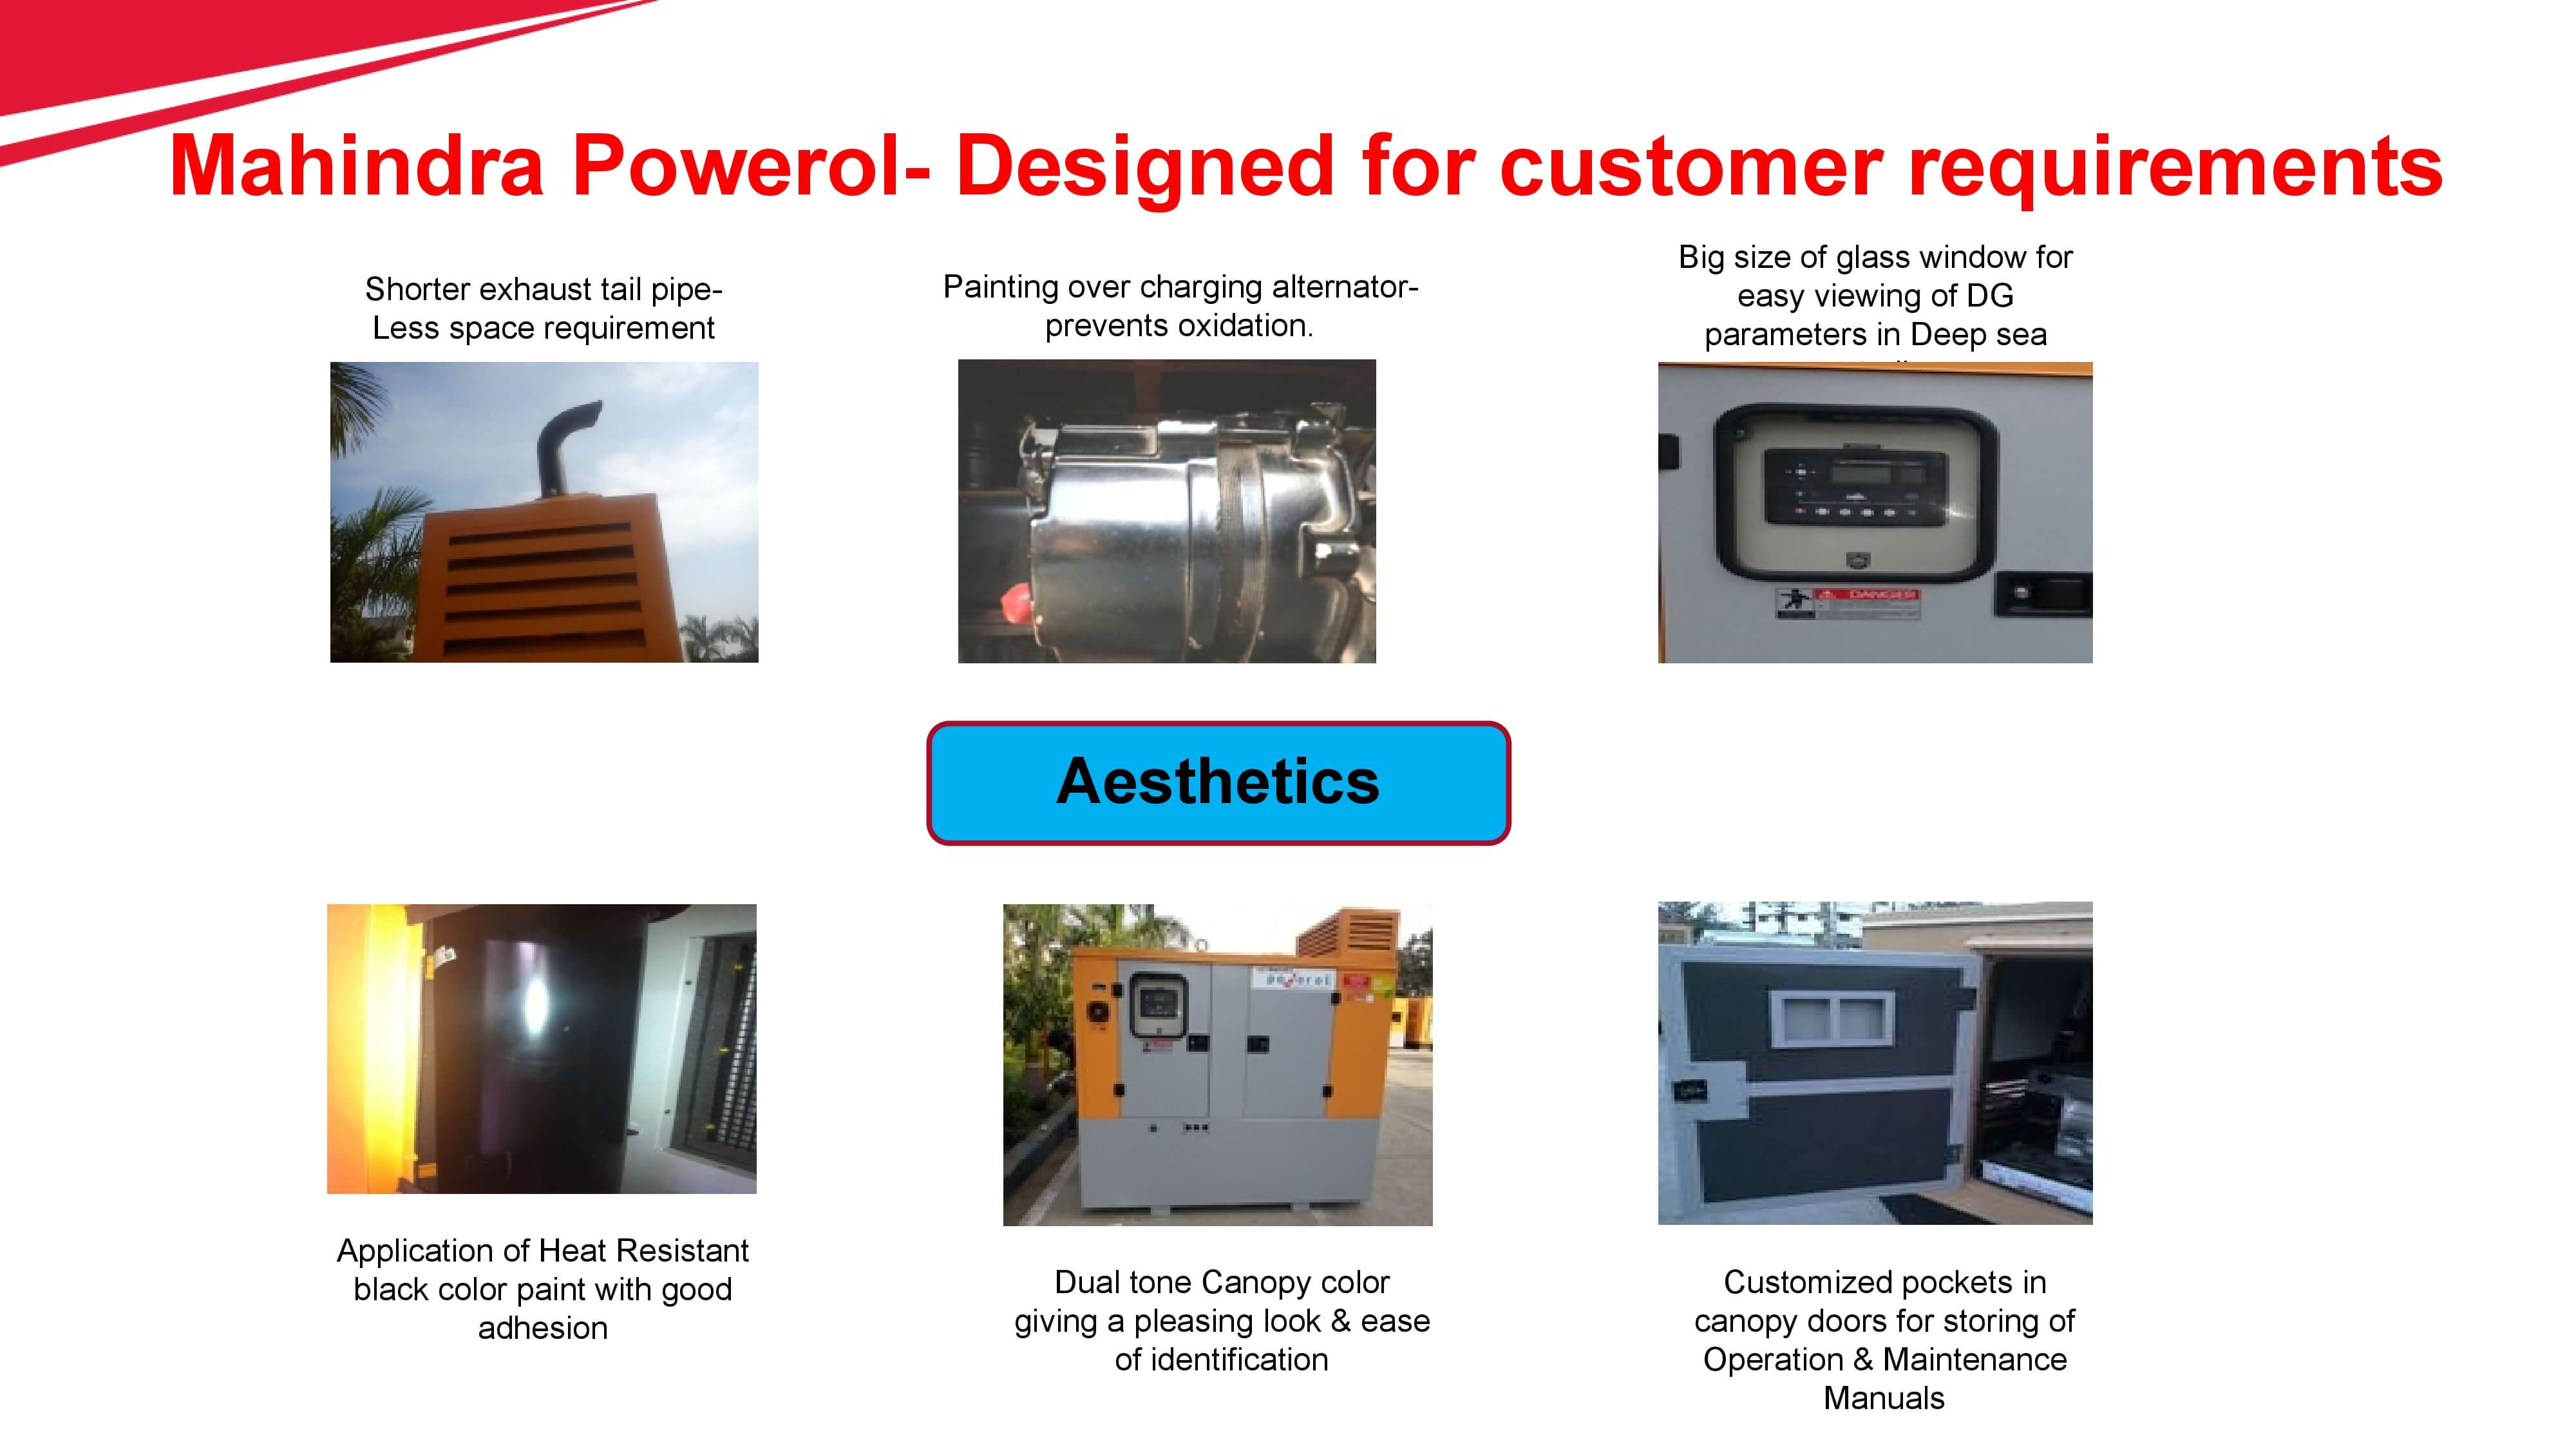 Mahindra Powerol- Designed for customer requirements
Shorter exhaust tail pipe-
Less space requirement
Painting over charging alternator-
prevents oxidation.
Big size of glass window for
easy viewing of DG
parameters in Deep sea
DANGER
Aesthetics
powerol
Application of Heat Resistant
black color paint with good
adhesion
Dual tone Canopy color
giving a pleasing look & ease
of identification
Customized pockets in
canopy doors for storing of
Operation & Maintenance
Manuals